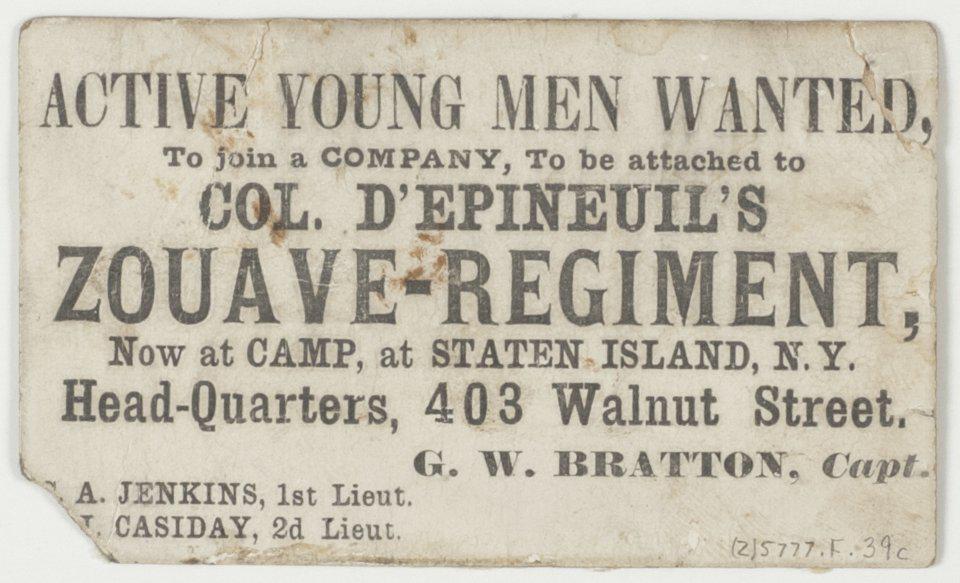 ACTIVE YOUNG MEN WANTED,
To join a COMPANY, To be attached to
COL. D'EPINEUIL'S
ZOUAVE-REGIMENT,
Now at CAMP, at STATEN ISLAND, N. Y.
Head-Quarters, 403 Walnut Street.
G. W. BRATTON, Capt.
A. JENKINS, 1st Lieut.
CASIDAY, 2d Lieut.
(2)5777.F.39c